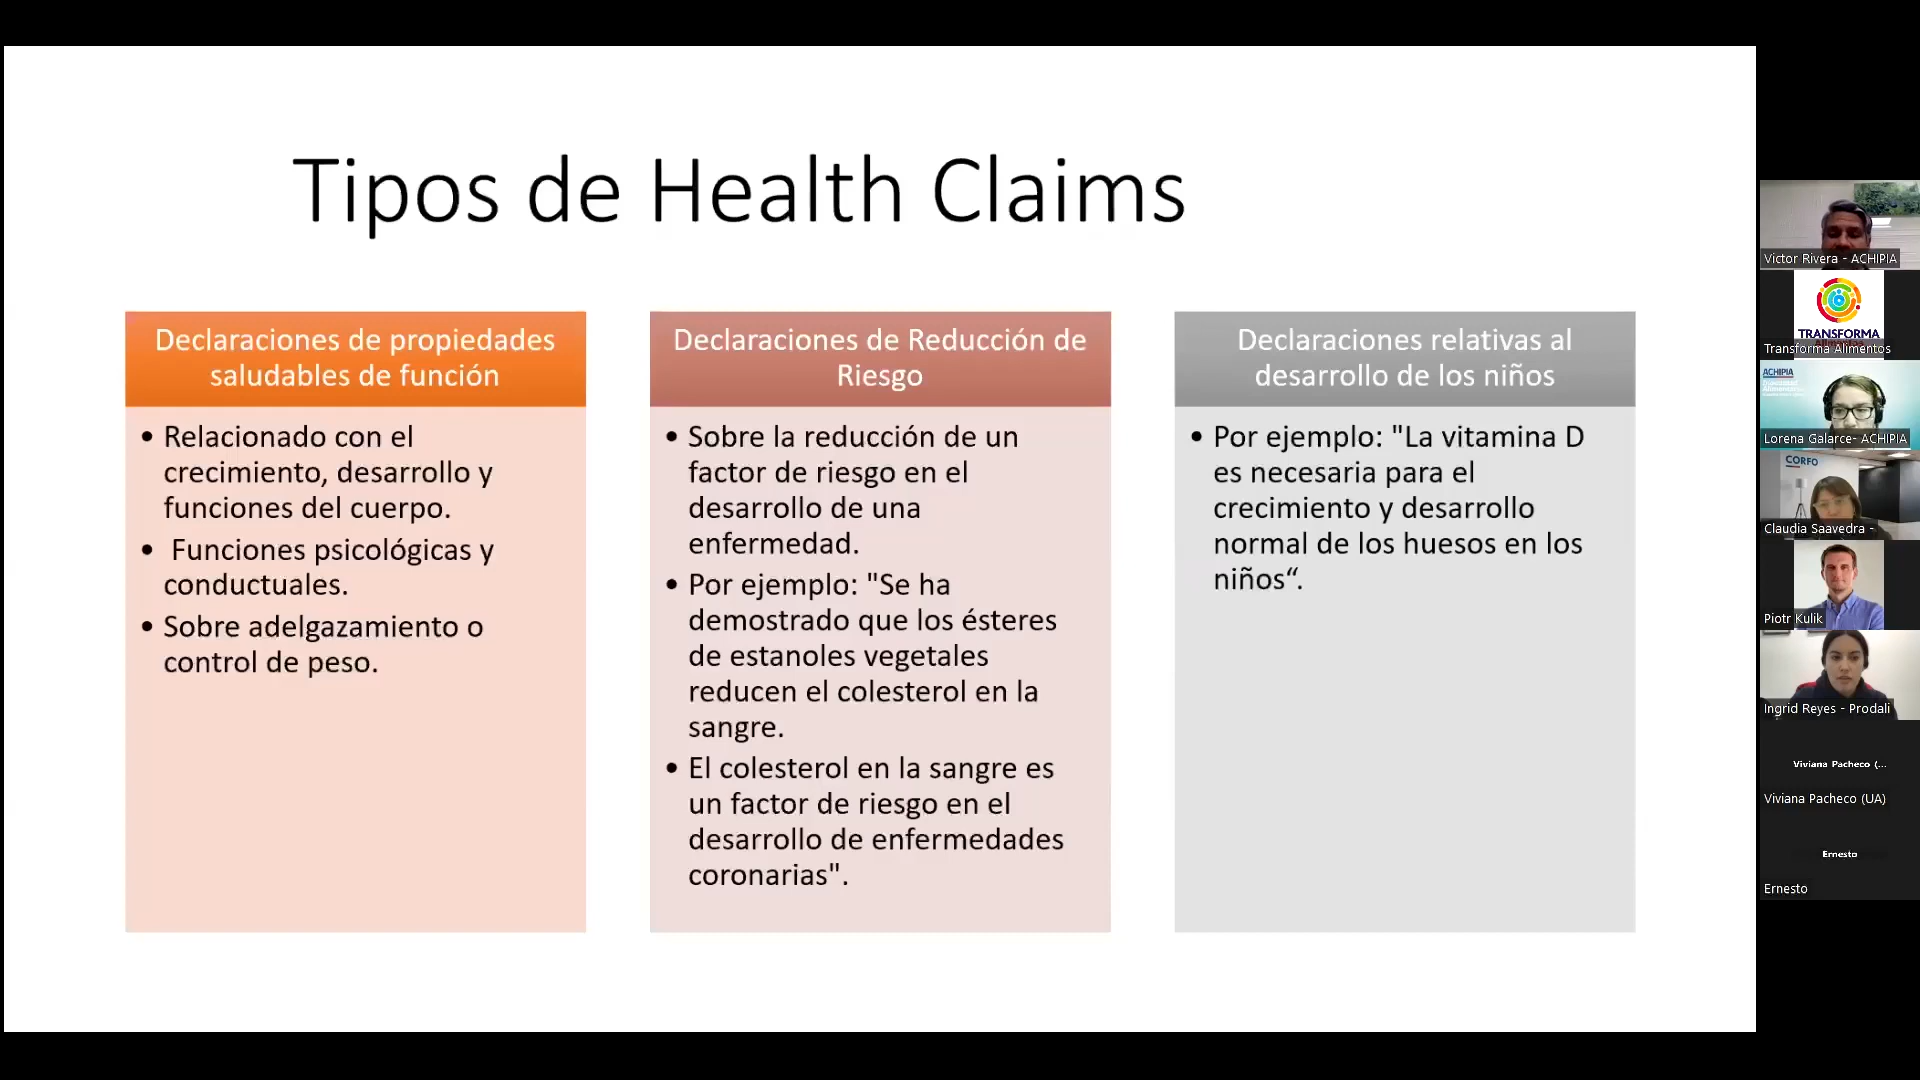 Tipos de Health Claims
Declaraciones de propiedades
saludables de función
• Relacionado con el
crecimiento, desarrollo y
funciones del cuerpo.
• Funciones psicológicas y
conductuales.
• Sobre adelgazamiento o
control de peso.
Declaraciones de Reducción de
Riesgo
• Sobre la reducción de un
factor de riesgo en el
desarrollo de una
enfermedad.
• Por ejemplo: "Se ha
demostrado que los ésteres
de estanoles vegetales
reducen el colesterol en la
sangre.
• El colesterol en la sangre es
un factor de riesgo en el
desarrollo de enfermedades
coronarias".
Declaraciones relativas al
desarrollo de los niños
• Por ejemplo: "La vitamina D
es necesaria para el
crecimiento y desarrollo
normal de los huesos en los
niños“.
Victor Rivera - ACHIPIA
TRANSFORMA
Transforma Alimentos
ACHIPIA
Lorena Galarce- ACHIPIA
CORFO
Claudia Saavedra -
Piotr Kulik
Ingrid Reyes - Prodali
Viviana Pacheco (...
Viviana Pacheco (UA)
Ernesto
Ernesto